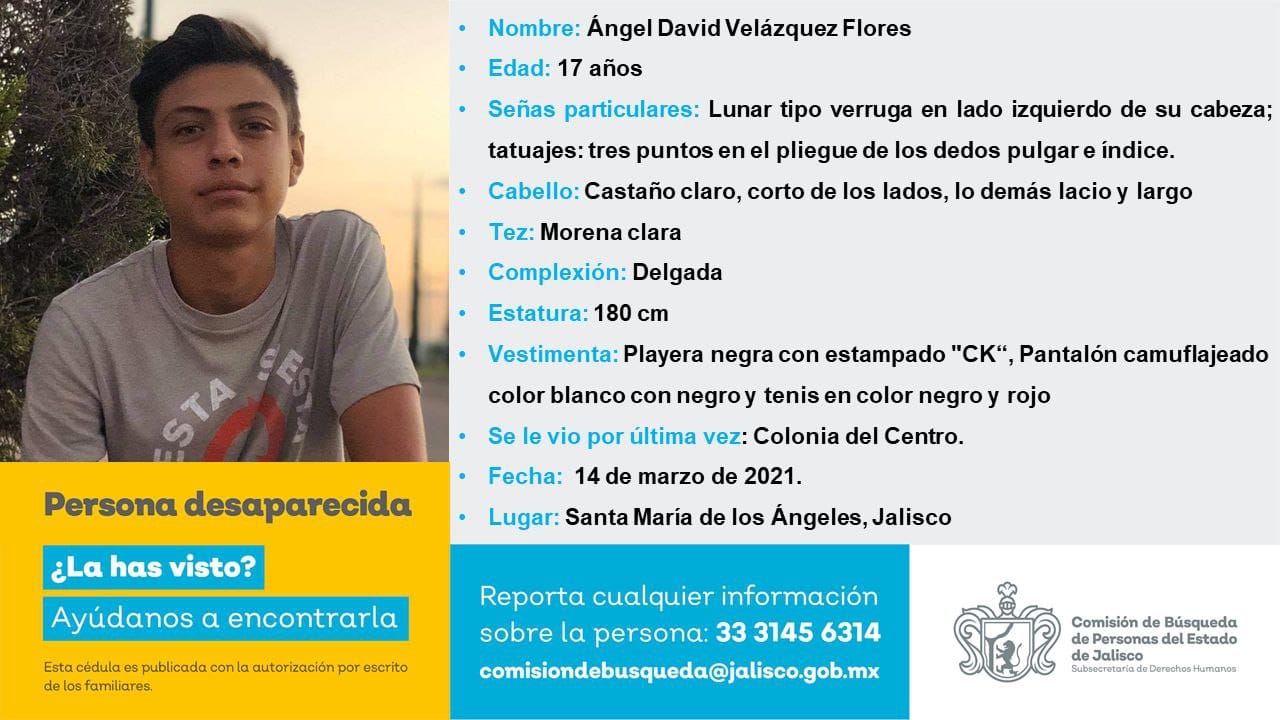 • Nombre: Ángel David Velázquez Flores
• Edad: 17 años
• Señas particulares: Lunar tipo verruga en lado izquierdo de su cabeza;
tatuajes: tres puntos en el pliegue de los dedos pulgar e índice.
• Cabello: Castaño claro, corto de los lados, lo demás lacio y largo
• Tez: Morena clara
• Complexión: Delgada
• Estatura: 180 cm
• Vestimenta: Playera negra con estampado "CK“, Pantalón camuflajeado
color blanco con negro y tenis en color negro y rojo
• Se le vio por última vez: Colonia del Centro.
• Fecha: 14 de marzo de 2021.
• Lugar: Santa María de los Ángeles, Jalisco
Persona desaparecida
¿La has visto?
Ayúdanos a encontrarla
Esta cédula es publicada con la autorización por escrito
de los familiares.
Reporta cualquier información
sobre la persona: 33 3145 6314
comisiondebusqueda@jalisco.gob.mx
Comisión de Búsqueda
de Personas del Estado
de Jalisco
Subsecretaría de Derechos Humanos